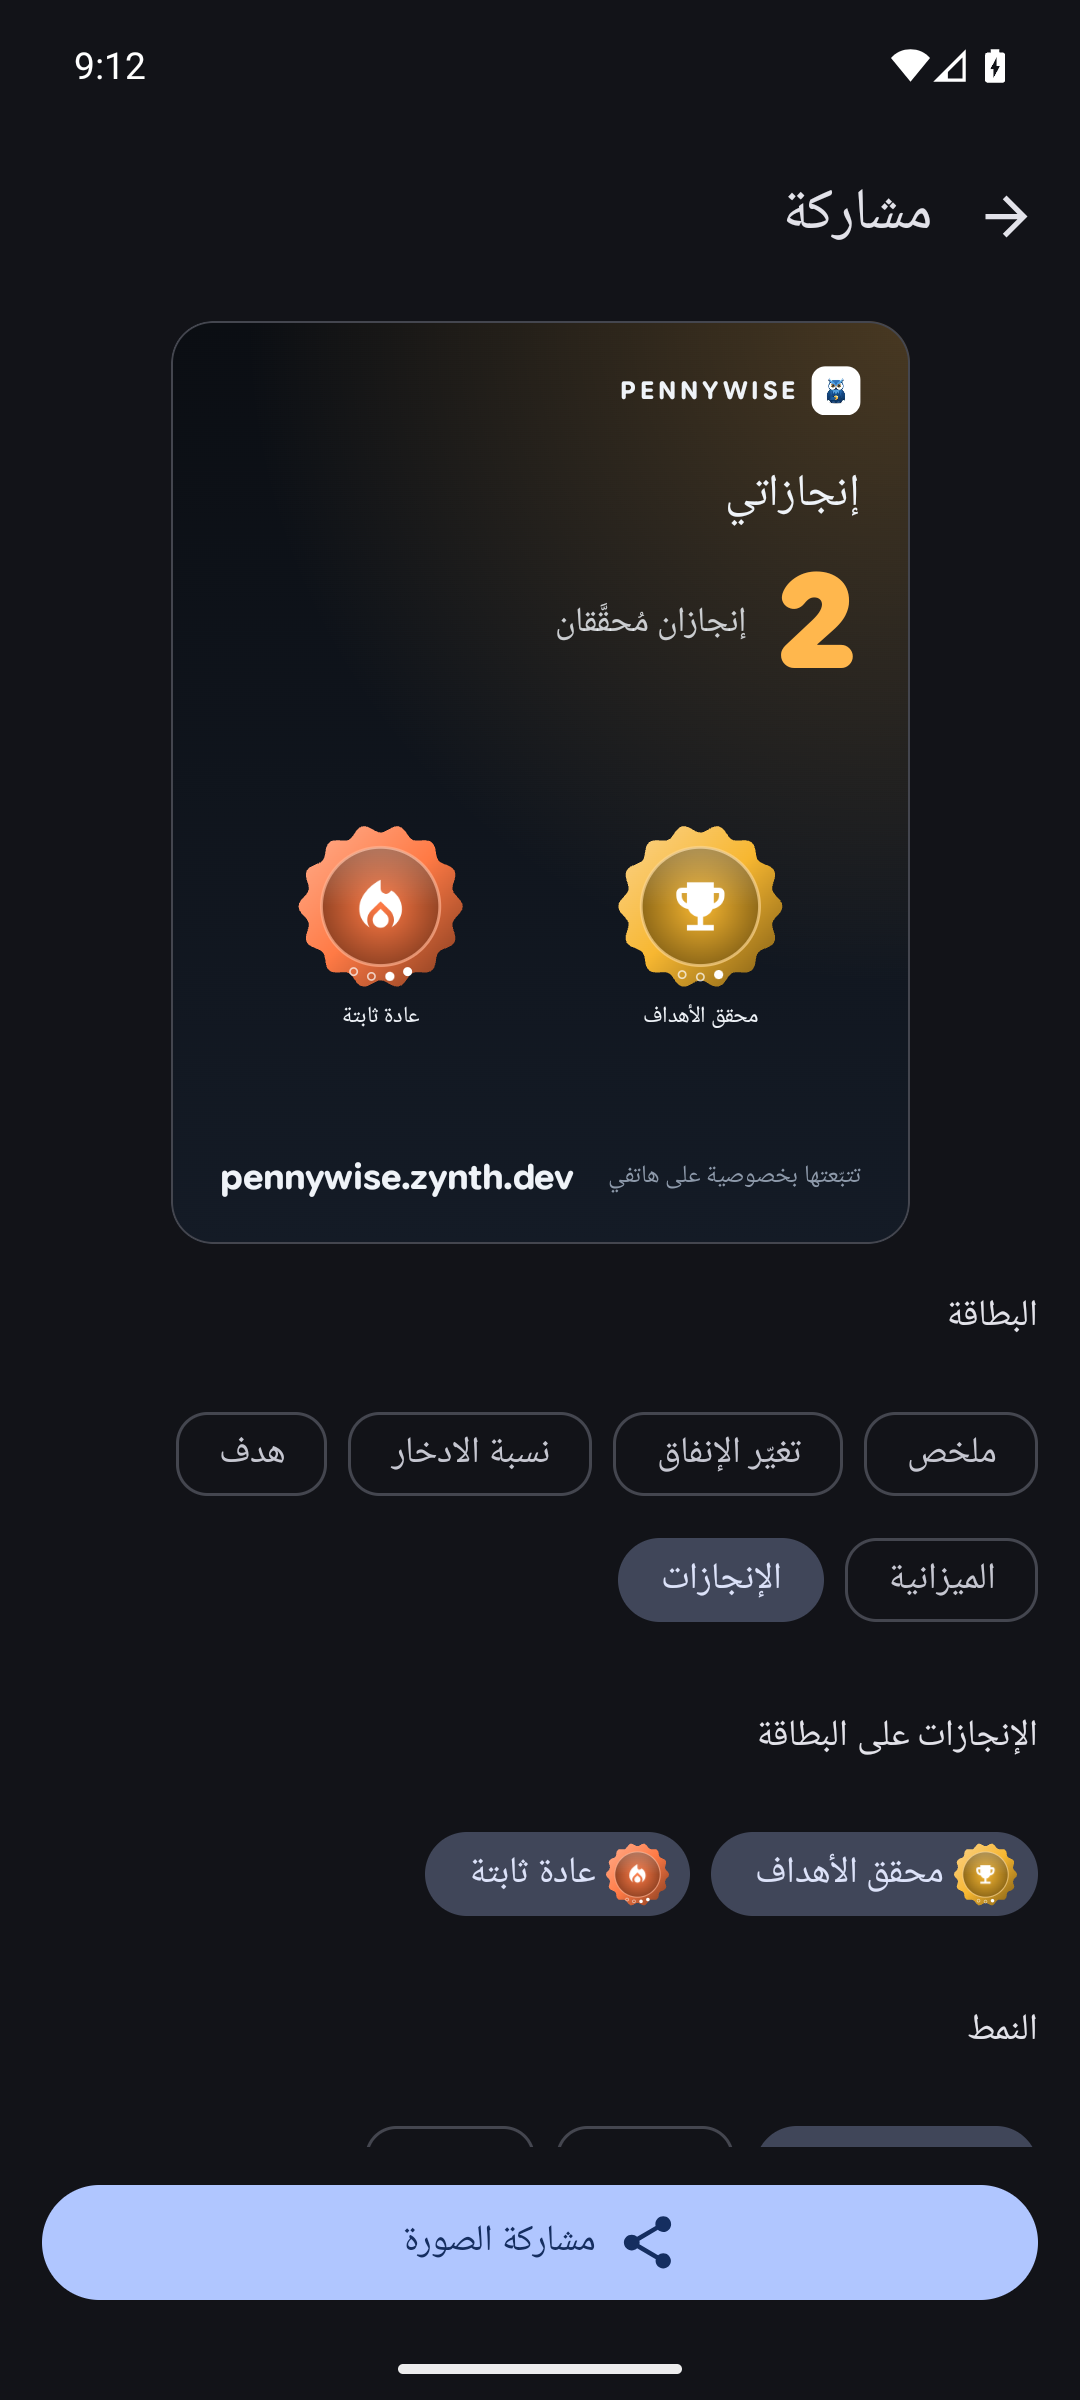 9:12
مشاركة
PENNYWISE
إنجازاتي
2 إنجازان مُحقَّقان
محقق الأهداف
عادة ثابتة
تتبّعتها بخصوصية على هاتفي
pennywise.zynth.dev
البطاقة
ملخص
تغيّر الإنفاق
نسبة الادخار
هدف
الميزانية
الإنجازات
الإنجازات على البطاقة
محقق الأهداف
عادة ثابتة
النمط
مشاركة الصورة